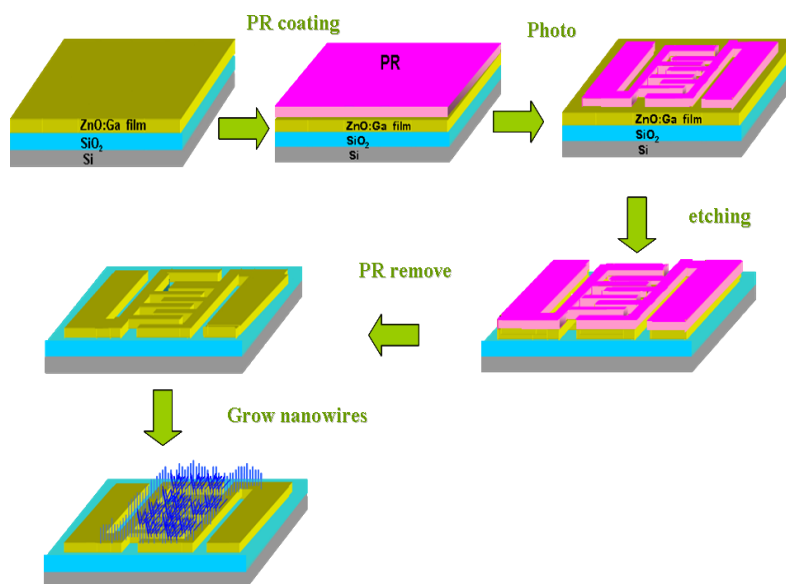 PR coating
Photo
ZnO:Ga film
SiO₂
Si
PR
ZnO:Ga film
SiO₂
Si
ZnO:Ga film
SiO₂
Si
etching
PR remove
Grow nanowires